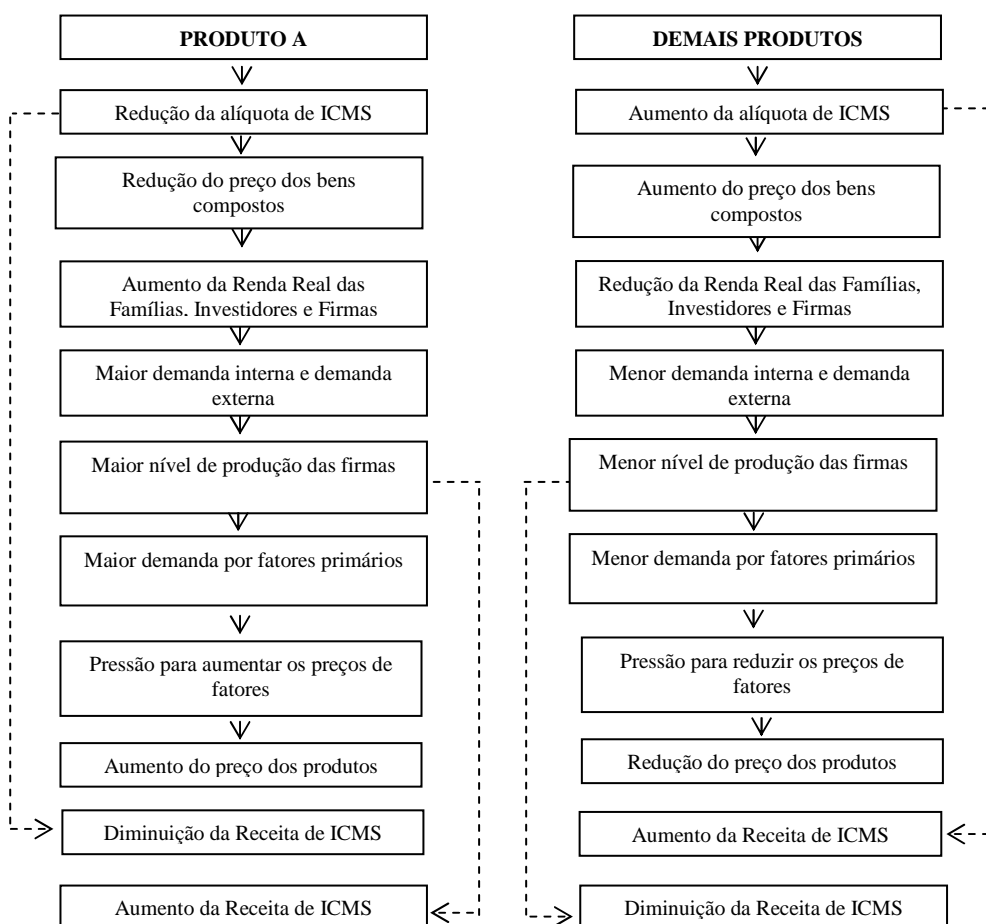 PRODUTO A
Redução da alíquota de ICMS
Redução do preço dos bens
compostos
Aumento da Renda Real das
Famílias, Investidores e Firmas
Maior demanda interna e demanda
externa
Maior nível de produção das firmas
Maior demanda por fatores primários
Pressão para aumentar os preços de
fatores
Aumento do preço dos produtos
Diminuição da Receita de ICMS
Aumento da Receita de ICMS
DEMAIS PRODUTOS
Aumento da alíquota de ICMS
Aumento do preço dos bens
compostos
Redução da Renda Real das Famílias,
Investidores e Firmas
Menor demanda interna e demanda
externa
Menor nível de produção das firmas
Menor demanda por fatores primários
Pressão para reduzir os preços de
fatores
Redução do preço dos produtos
Aumento da Receita de ICMS
Diminuição da Receita de ICMS